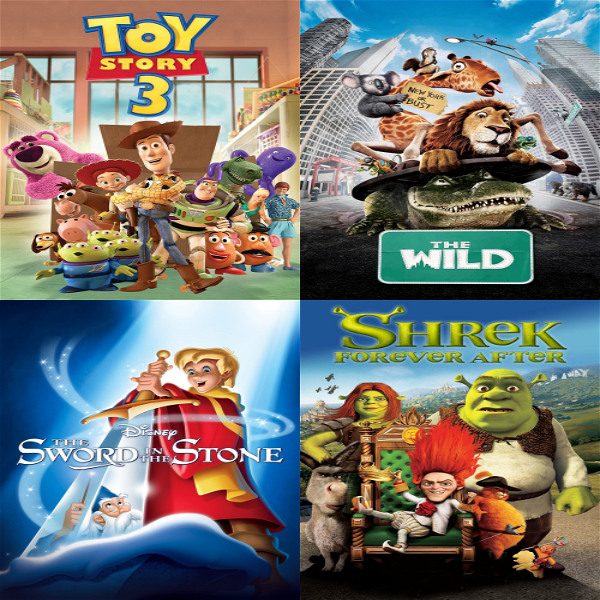 TOY
STORY
3
NEW YORK
OR
BUST
THE
WILD
Disney
THE
SWORD IN THE STONE
SHREK
FOREVER AFTER